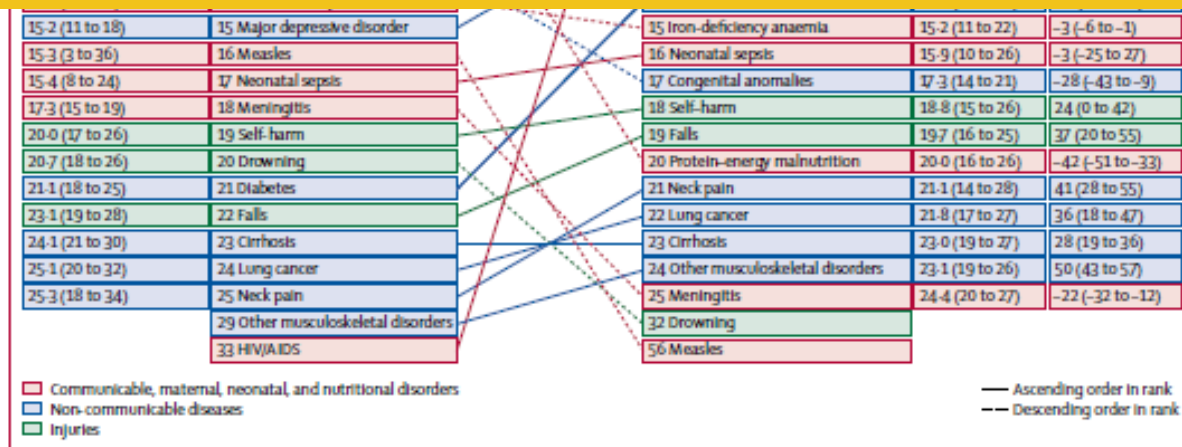 15·2 (11 to 18) 15 Major depressive disorder 15 Iron-deficiency anaemia 15·2 (11 to 22) –3 (–6 to –1)
15·3 (3 to 36) 16 Measles 16 Neonatal sepsis 15·9 (10 to 26) –3 (–25 to 27)
15·4 (8 to 24) 17 Neonatal sepsis 17 Congenital anomalies 17·3 (14 to 21) –28 (–43 to –9)
17·3 (15 to 19) 18 Meningitis 18 Self-harm 18·8 (15 to 26) 24 (0 to 42)
20·0 (17 to 26) 19 Self-harm 19 Falls 19·7 (16 to 25) 37 (20 to 55)
20·7 (18 to 26) 20 Drowning 20 Protein–energy malnutrition 20·0 (16 to 26) –42 (–51 to –33)
21·1 (18 to 25) 21 Diabetes 21 Neck pain 21·1 (14 to 28) 41 (28 to 55)
23·1 (19 to 28) 22 Falls 22 Lung cancer 21·8 (17 to 27) 36 (18 to 47)
24·1 (21 to 30) 23 Cirrhosis 23 Cirrhosis 23·0 (19 to 27) 28 (19 to 36)
25·1 (20 to 32) 24 Lung cancer 24 Other musculoskeletal disorders 23·1 (19 to 26) 50 (43 to 57)
25·3 (18 to 34) 25 Neck pain 25 Meningitis 24·4 (20 to 27) –22 (–32 to –12)
29 Other musculoskeletal disorders 32 Drowning
33 HIV/AIDS 56 Measles
Communicable, maternal, neonatal, and nutritional disorders
Non-communicable diseases
Injuries
Ascending order in rank
Descending order in rank